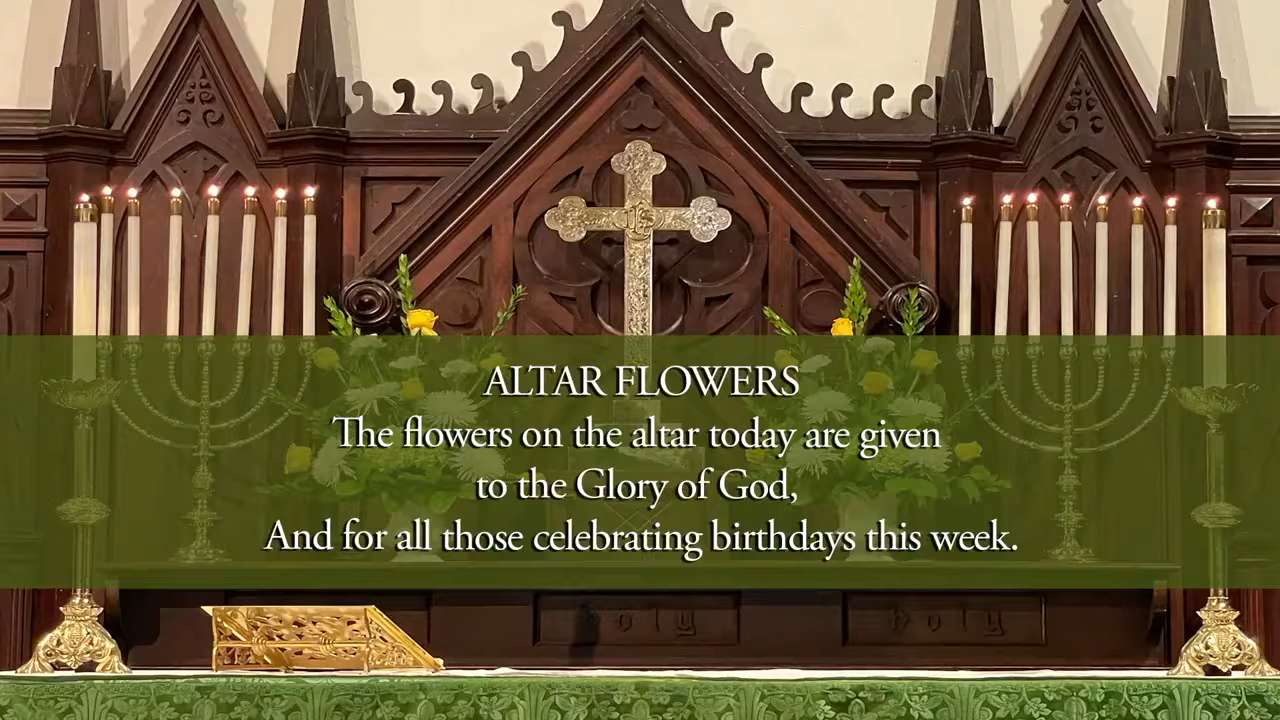 IHS
ALTAR FLOWERS
The flowers on the altar today are given
to the Glory of God,
And for all those celebrating birthdays this week.
holy holy